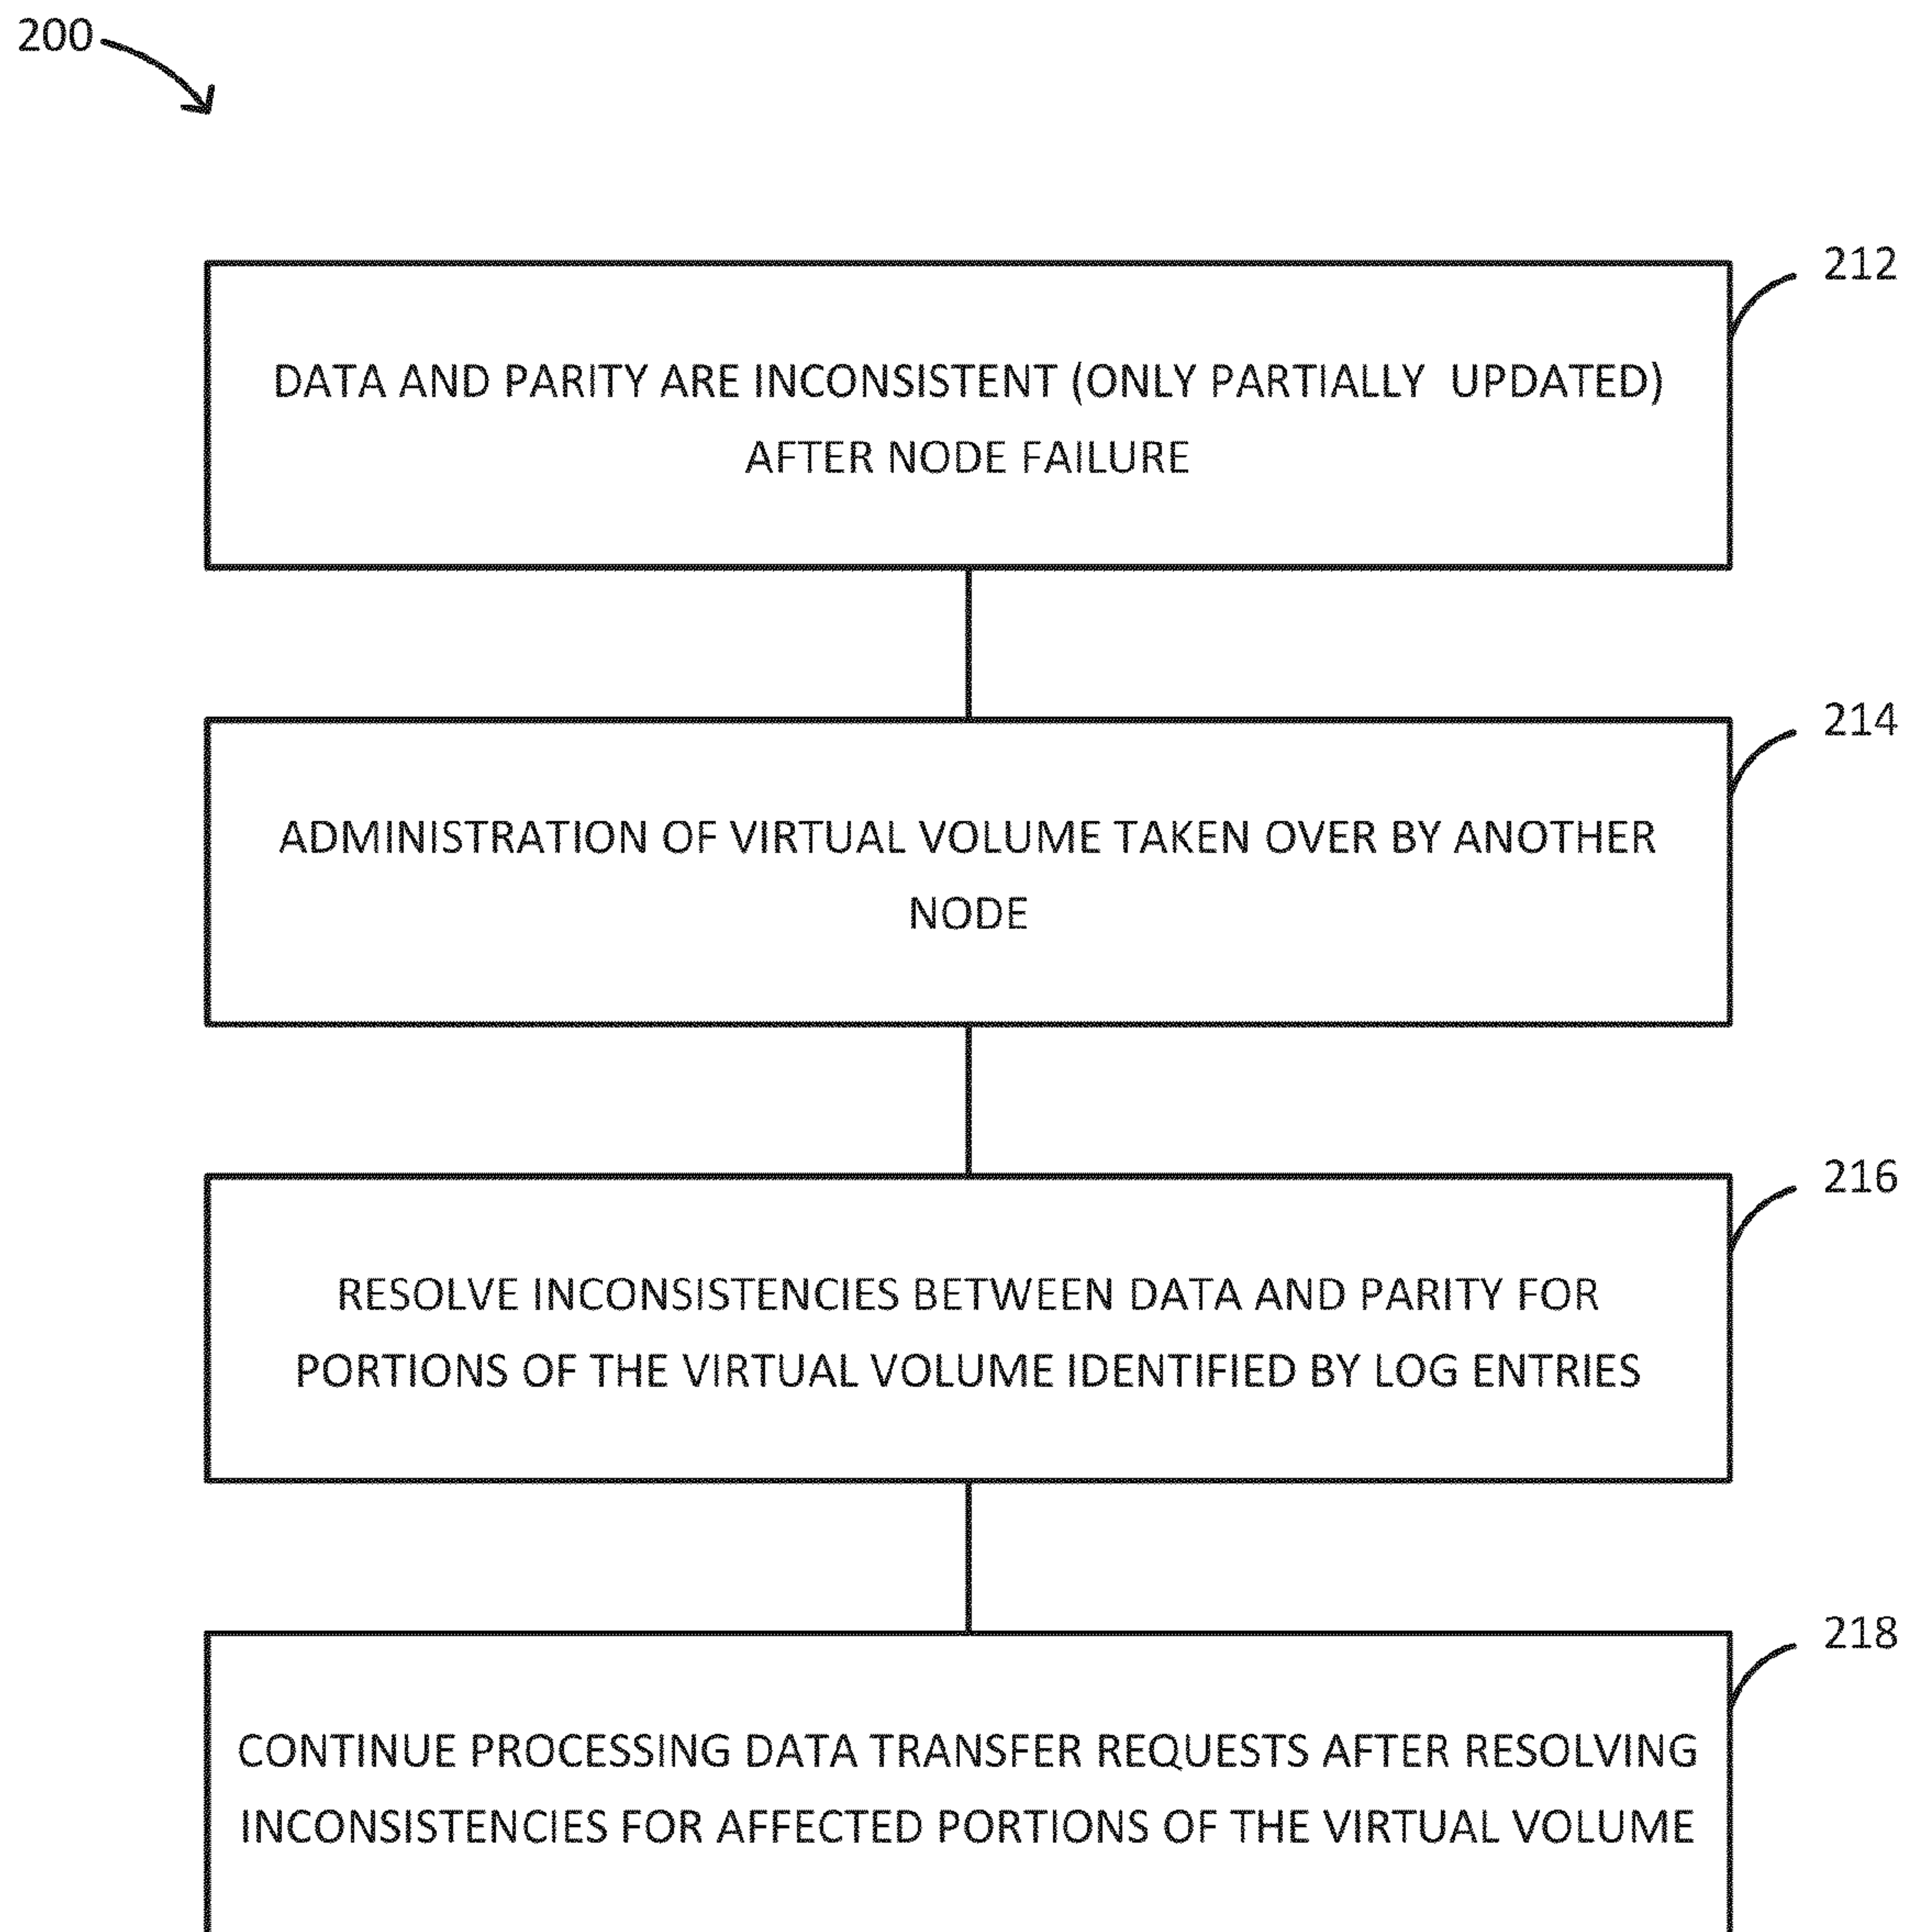 200
212
DATA AND PARITY ARE INCONSISTENT (ONLY PARTIALLY UPDATED)
AFTER NODE FAILURE
214
ADMINISTRATION OF VIRTUAL VOLUME TAKEN OVER BY ANOTHER
NODE
216
RESOLVE INCONSISTENCIES BETWEEN DATA AND PARITY FOR
PORTIONS OF THE VIRTUAL VOLUME IDENTIFIED BY LOG ENTRIES
218
CONTINUE PROCESSING DATA TRANSFER REQUESTS AFTER RESOLVING
INCONSISTENCIES FOR AFFECTED PORTIONS OF THE VIRTUAL VOLUME